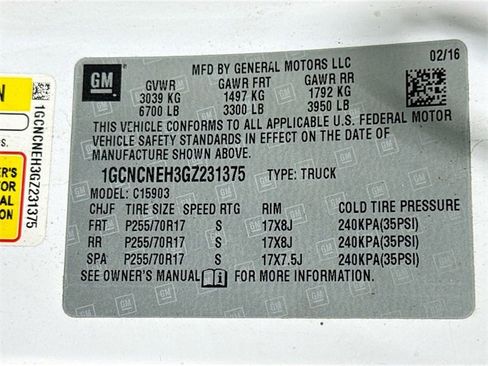 GM
MFD BY GENERAL MOTORS LLC
02/16
GVWR GAWR FRT GAWR RR
3039 KG 1497 KG 1792 KG
6700 LB 3300 LB 3950 LB
THIS VEHICLE CONFORMS TO ALL APPLICABLE U.S. FEDERAL MOTOR
VEHICLE SAFETY STANDARDS IN EFFECT ON THE DATE OF
MANUFACTURE SHOWN ABOVE.
1GCNCNEH3GZ231375 TYPE: TRUCK
MODEL: C15903
CHJF TIRE SIZE SPEED RTG RIM COLD TIRE PRESSURE
FRT P255/70R17 S 17X8J 240KPA(35PSI)
RR P255/70R17 S 17X8J 240KPA(35PSI)
SPA P255/70R17 S 17X7.5J 240KPA(35PSI)
SEE OWNER'S MANUAL FOR MORE INFORMATION.
1GCNCNEH3GZ231375